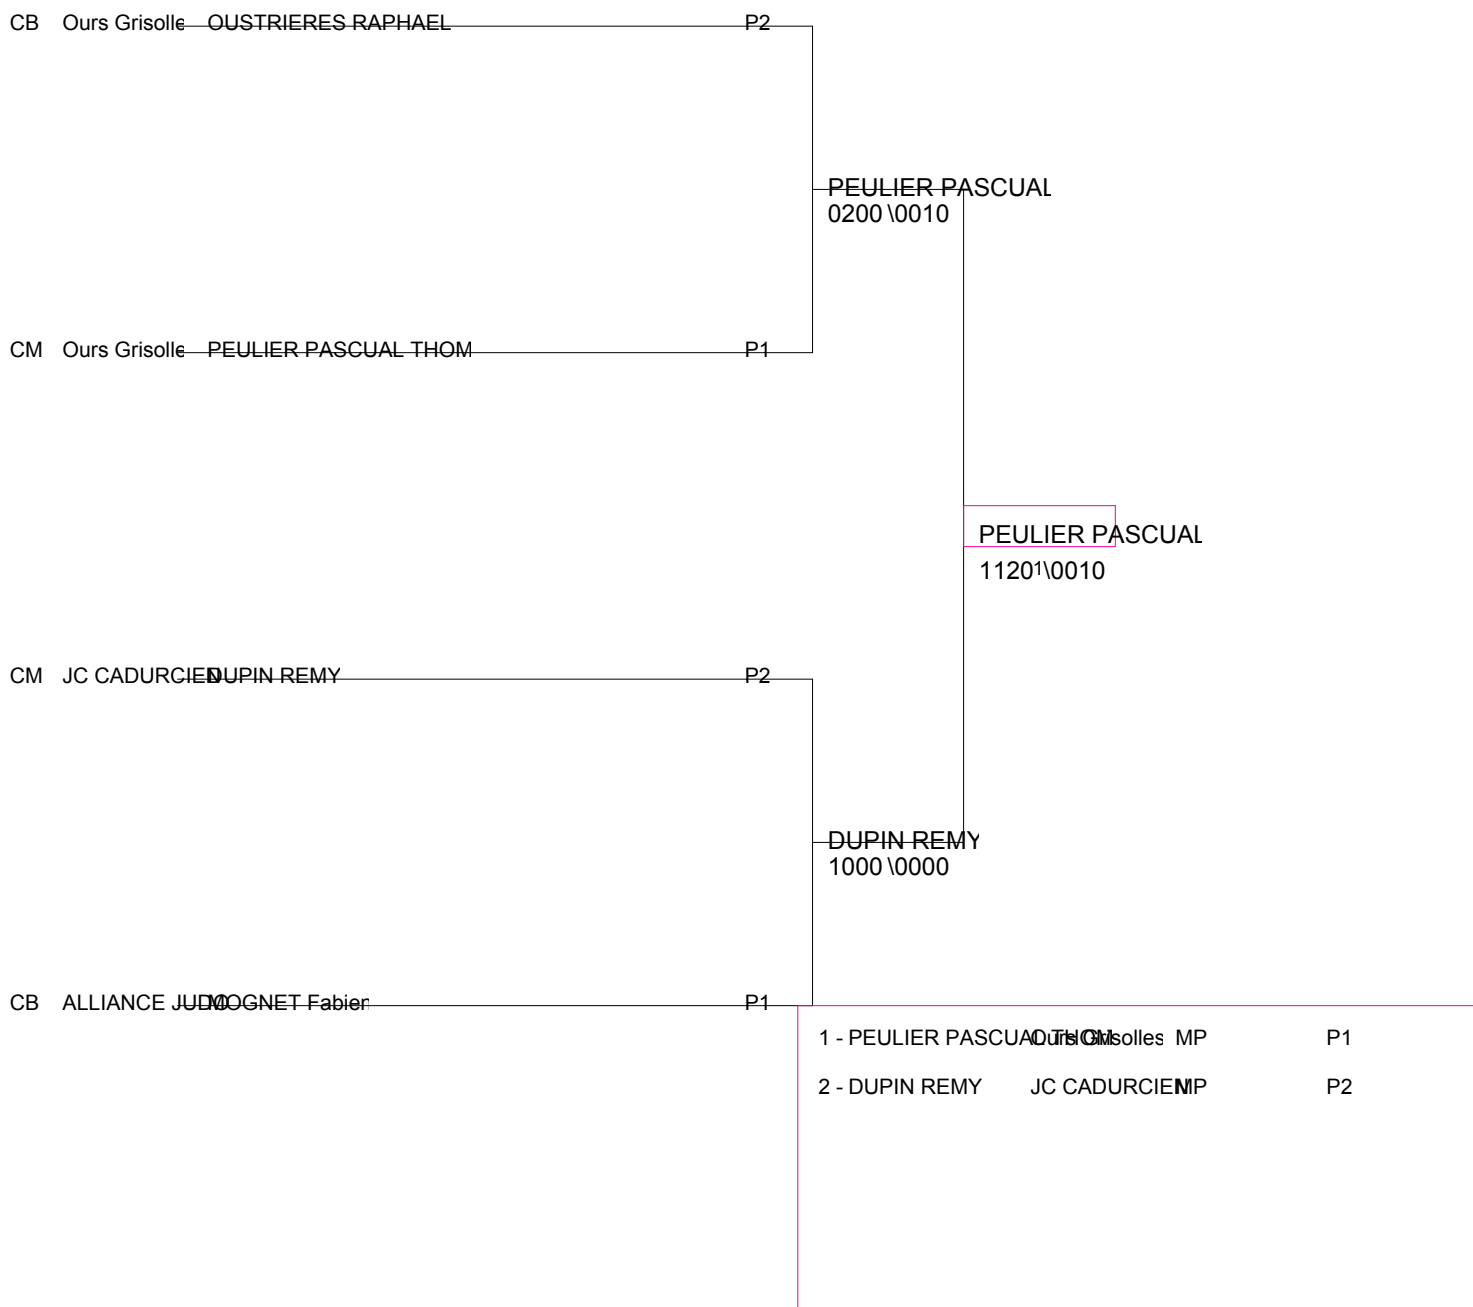 CB Ours Grisolle OUSTRIERES RAPHAEL P2
PEULIER PASCUAL
0200 \0010
CM Ours Grisolle PEULIER PASCUAL THOM P1
PEULIER PASCUAL
11201\0010
CM JC CADURCIEN DUPIN REMY P2
DUPIN REMY
1000 \0000
CB ALLIANCE JUDO MOGNET Fabien P1
1 - PEULIER PASCUAL THOM Ours Grisolles MP P1
2 - DUPIN REMY JC CADURCIEN MP P2